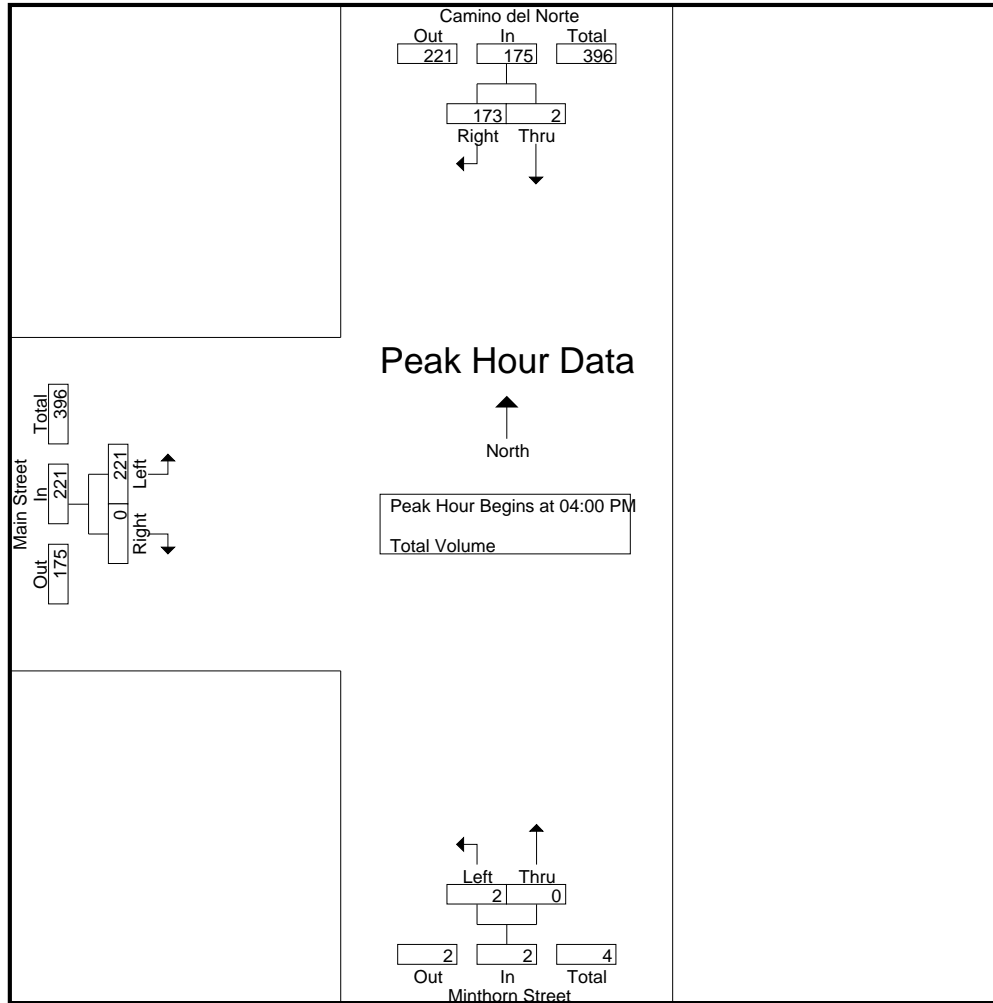 Camino del Norte
Out In Total
221 175 396
173 2
Right Thru
Peak Hour Data
North
Peak Hour Begins at 04:00 PM
Total Volume
Main Street
Out In Total
175 221 396
0 221
Right Left
Left Thru
2 0
2 2 4
Out In Total
Minthorn Street